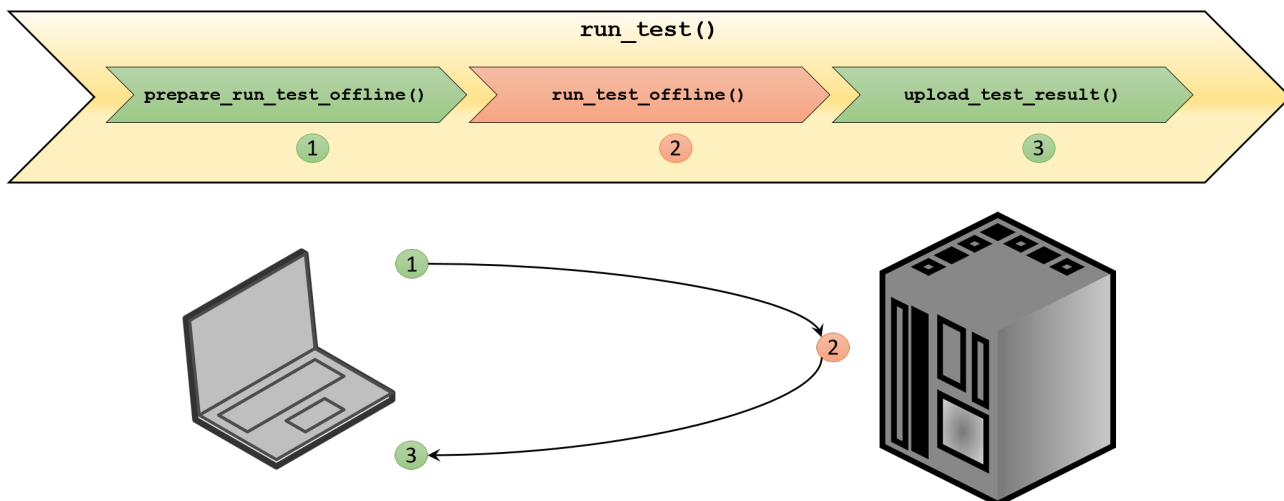 run_test()
prepare_run_test_offline() run_test_offline() upload_test_result()
1 2 3
1
2
3